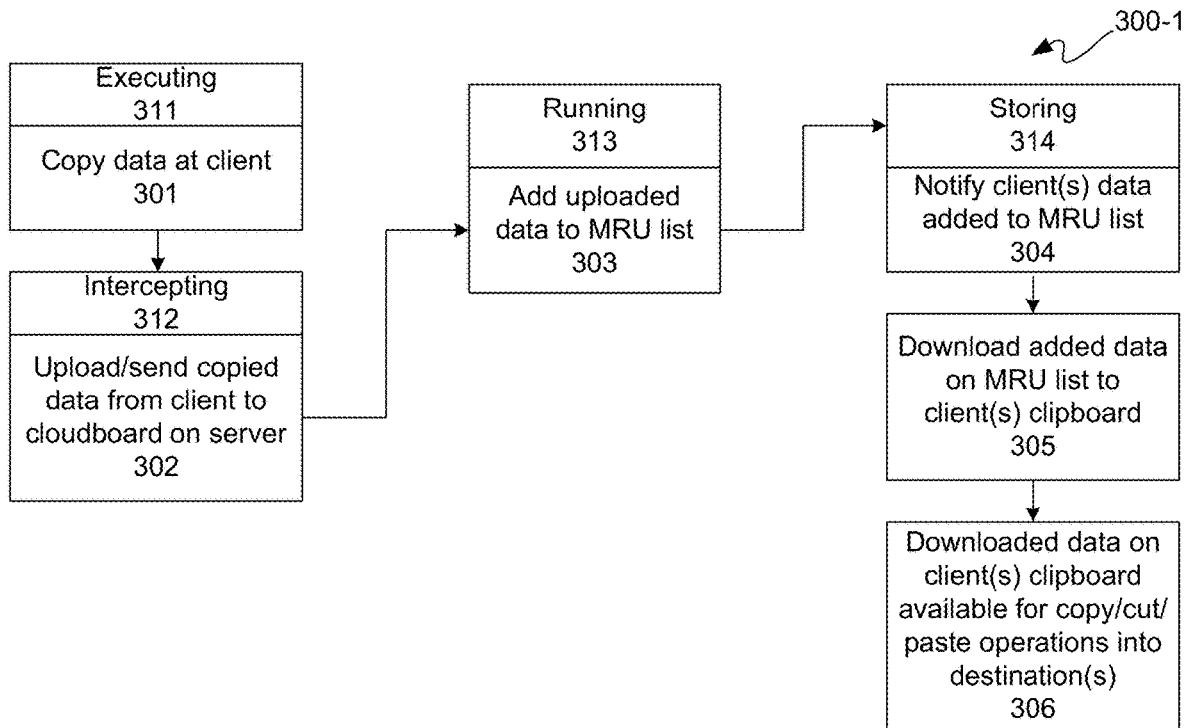 300-1
Executing
311
Copy data at client
301
Intercepting
312
Upload/send copied
data from client to
cloudboard on server
302
Running
313
Add uploaded
data to MRU list
303
Storing
314
Notify client(s) data
added to MRU list
304
Download added data
on MRU list to
client(s) clipboard
305
Downloaded data on
client(s) clipboard
available for copy/cut/
paste operations into
destination(s)
306